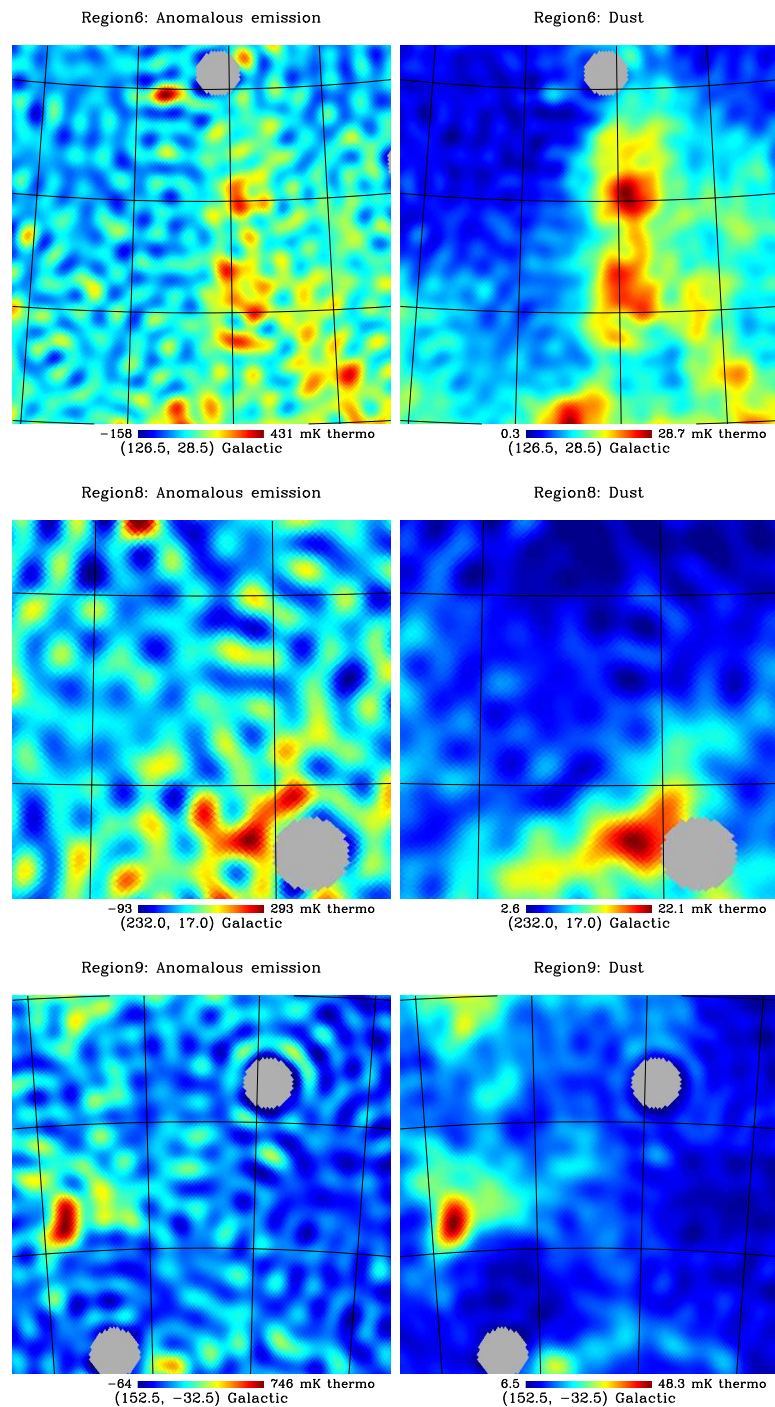 Region6: Anomalous emission
Region6: Dust
−158 431 mK thermo
(126.5, 28.5) Galactic
0.3 28.7 mK thermo
(126.5, 28.5) Galactic
Region8: Anomalous emission
Region8: Dust
−93 293 mK thermo
(232.0, 17.0) Galactic
2.6 22.1 mK thermo
(232.0, 17.0) Galactic
Region9: Anomalous emission
Region9: Dust
−64 746 mK thermo
(152.5, −32.5) Galactic
6.5 48.3 mK thermo
(152.5, −32.5) Galactic